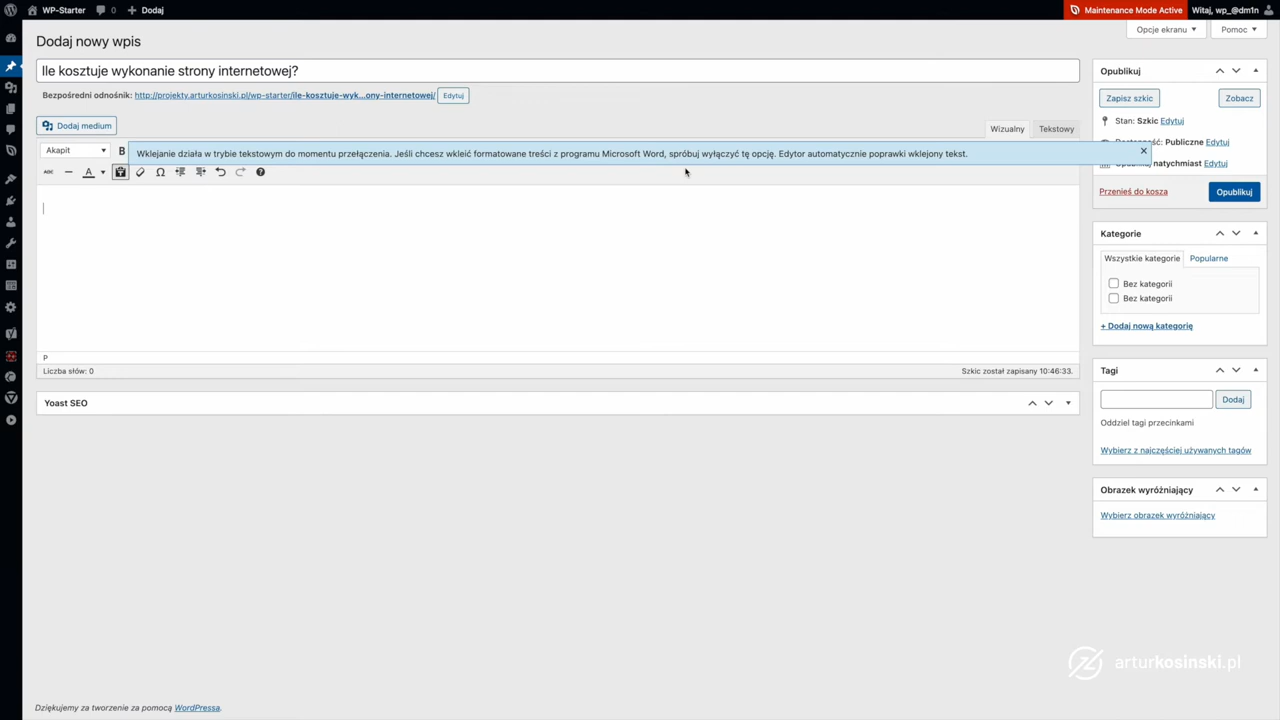 WP-Starter 0 + Dodaj Maintenance Mode Active Witaj, wp_@dm1n
Opcje ekranu Pomoc
Dodaj nowy wpis
Ile kosztuje wykonanie strony internetowej?
Bezpośredni odnośnik: http://projekty.arturkosinski.pl/wp-starter/ile-kosztuje-wyk…ony-internetowej/ Edytuj
Dodaj medium
Wizualny Tekstowy
Akapit B
Wklejanie działa w trybie tekstowym do momentu przełączenia. Jeśli chcesz wkleić formatowane treści z programu Microsoft Word, spróbuj wyłączyć tę opcję. Edytor automatycznie poprawki wklejony tekst.
ABC A Ω
P
Liczba słów: 0 Szkic został zapisany 10:46:33.
Yoast SEO
Opublikuj
Zapisz szkic Zobacz
Stan: Szkic Edytuj
Publiczne Edytuj
natychmiast Edytuj
Przenieś do kosza Opublikuj
Kategorie
Wszystkie kategorie Popularne
Bez kategorii
Bez kategorii
+ Dodaj nową kategorię
Tagi
Dodaj
Oddziel tagi przecinkami
Wybierz z najczęściej używanych tagów
Obrazek wyróżniający
Wybierz obrazek wyróżniający
arturkosinski.pl
Dziękujemy za tworzenie za pomocą WordPressa.